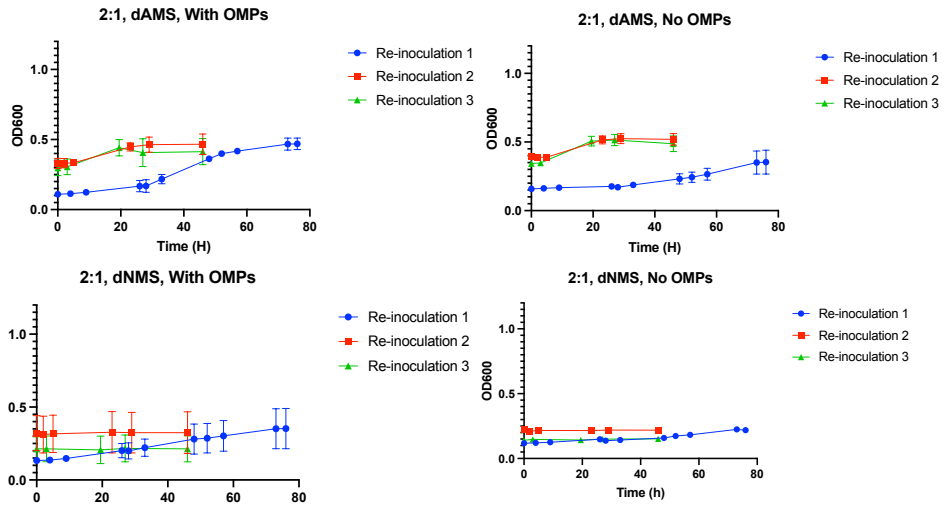 2:1, dAMS, With OMPs
OD600
1.0
0.5
0.0
0 20 40 60 80
Time (H)
Re-inoculation 1
Re-inoculation 2
Re-inoculation 3
2:1, dAMS, No OMPs
OD600
1.0
0.5
0.0
0 20 40 60 80
Time (H)
Re-inoculation 1
Re-inoculation 2
Re-inoculation 3
2:1, dNMS, With OMPs
1.0
0.5
0.0
0 20 40 60 80
Re-inoculation 1
Re-inoculation 2
Re-inoculation 3
2:1, dNMS, No OMPs
OD600
1.0
0.5
0.0
0 20 40 60 80
Time (h)
Re-inoculation 1
Re-inoculation 2
Re-inoculation 3